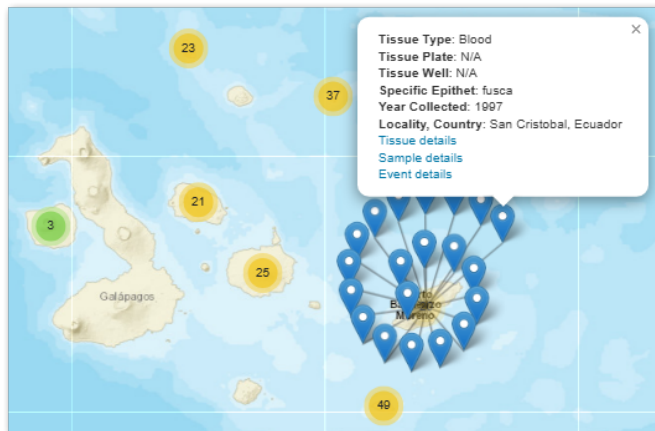 23
37
Tissue Type: Blood
Tissue Plate: N/A
Tissue Well: N/A
Specific Epithet: fusca
Year Collected: 1997
Locality, Country: San Cristobal, Ecuador
Tissue details
Sample details
Event details
×
21
3
25
Galápagos
Moreno
49